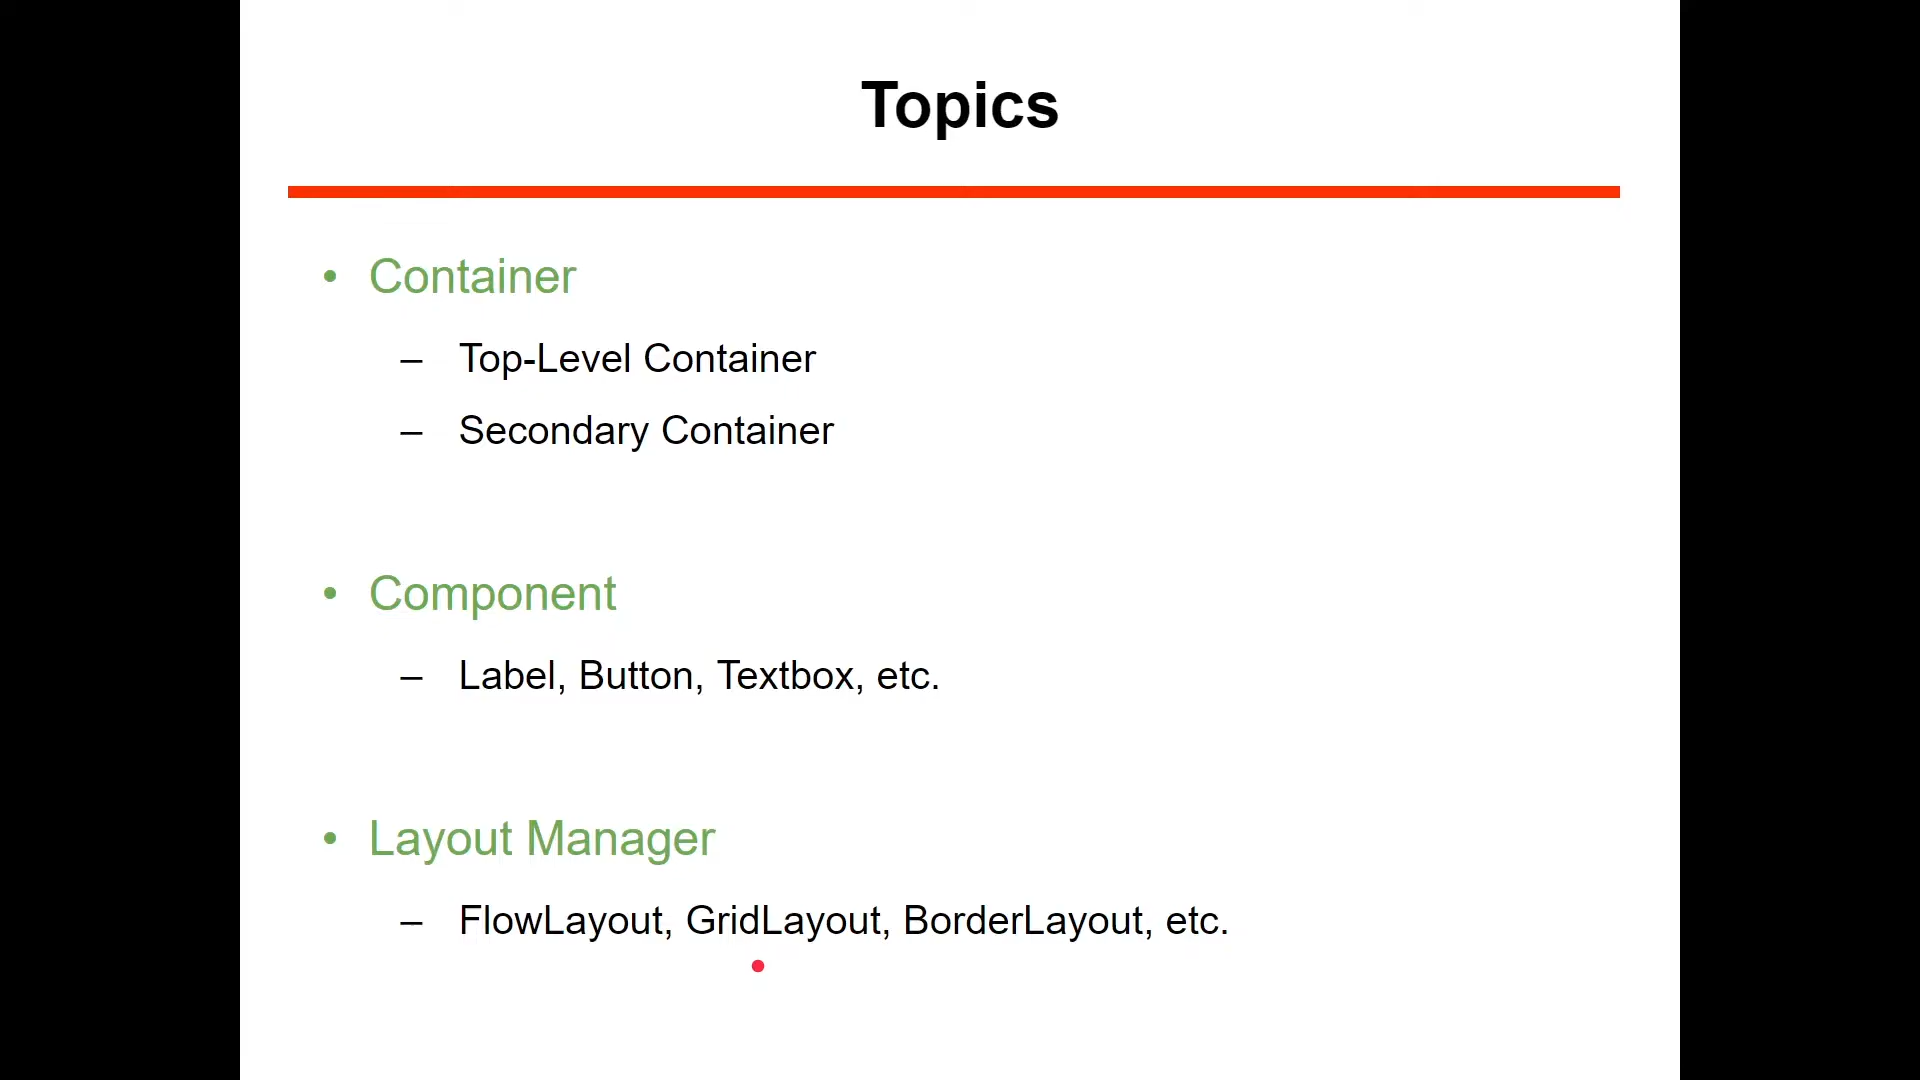 Topics
• Container
– Top-Level Container
– Secondary Container
• Component
– Label, Button, Textbox, etc.
• Layout Manager
– FlowLayout, GridLayout, BorderLayout, etc.